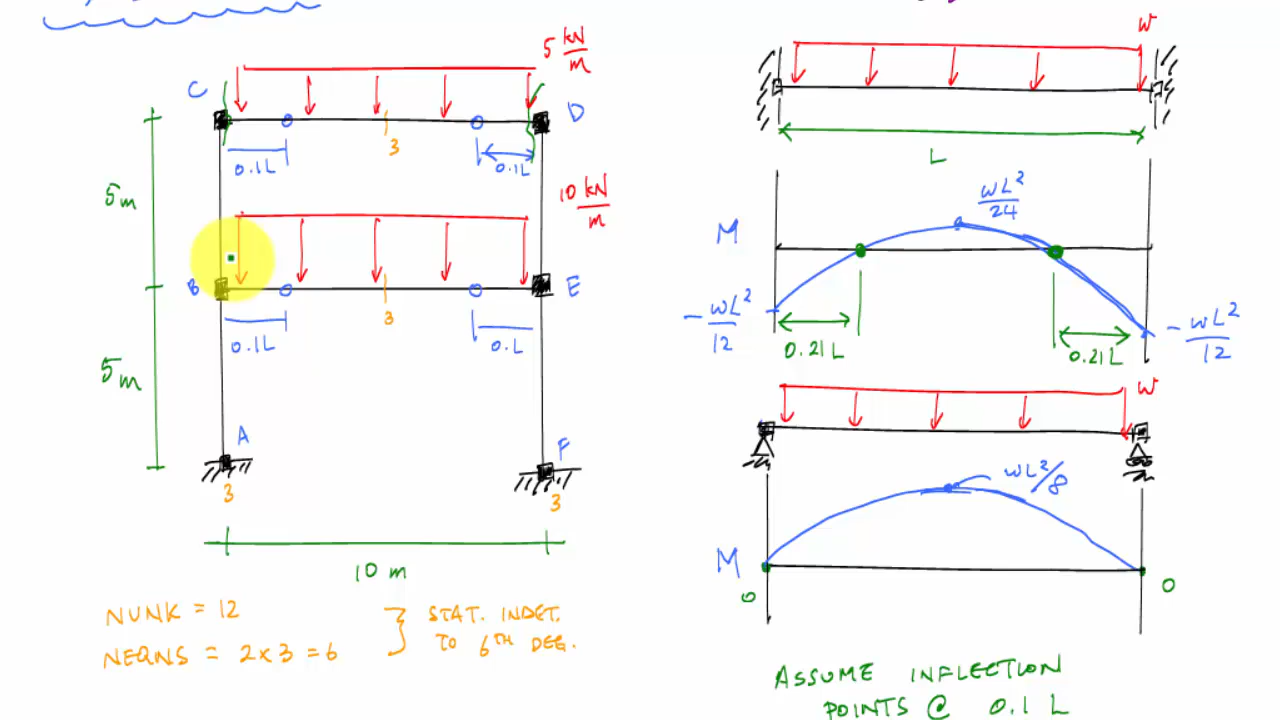 5 kN/m
C
D
3
0.1L
0.1L
5m
10 kN/m
B
E
3
0.1L
0.L
5m
A
F
3
3
10 m
NUNK = 12
NEQNS = 2x3 = 6
} STAT. INDET.
TO 6TH DEG.
W
L
M
wL²/24
-wL²/12
-wL²/12
0.21L
0.21L
W
wL²/8
M
0
0
ASSUME INFLECTION
POINTS @ 0.1 L